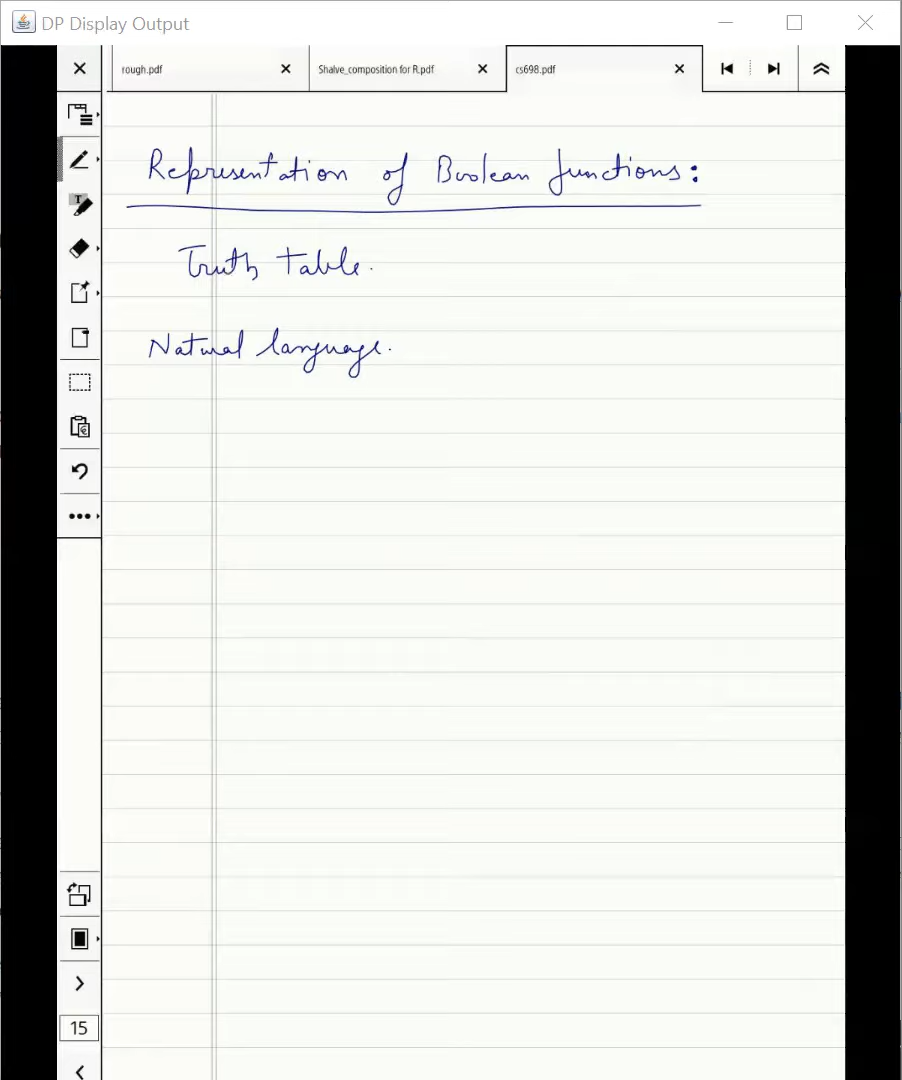 DP Display Output
rough.pdf
Shalve_composition for R.pdf
cs698.pdf
Representation of Boolean functions:
Truth table.
Natural language.
15